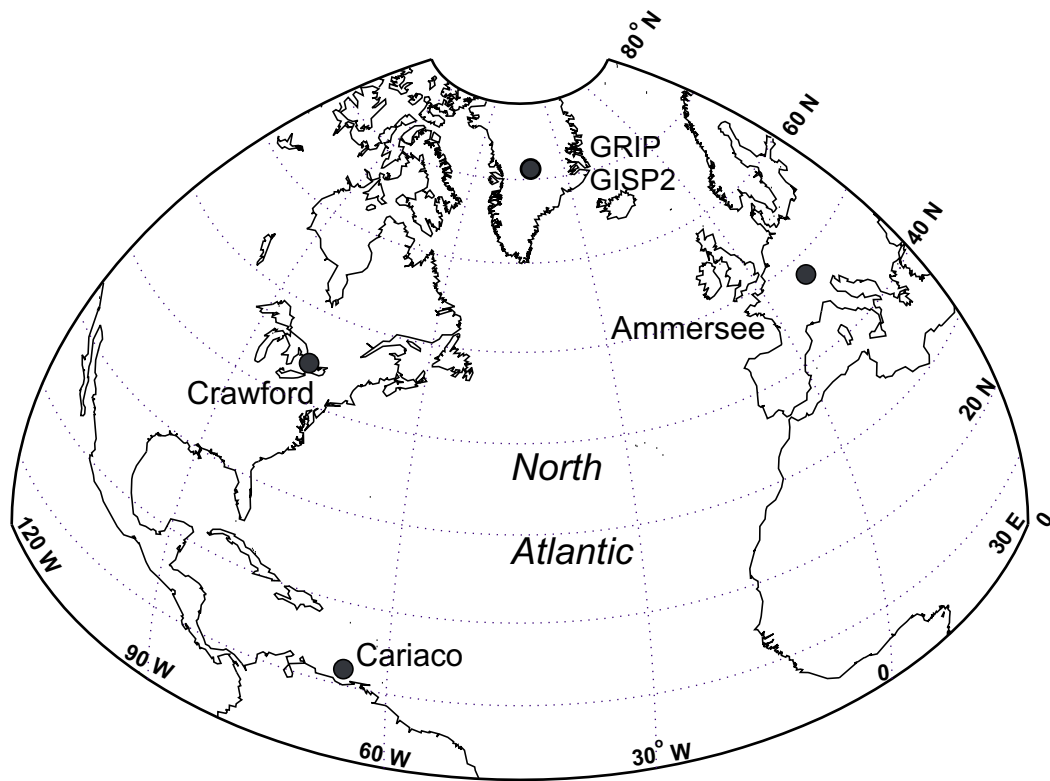 80° N
60 N
GRIP
GISP2
40 N
Ammersee
Crawford
20 N
North
Atlantic
120 W
30 E
0
90 W
Cariaco
0
60 W
30° W